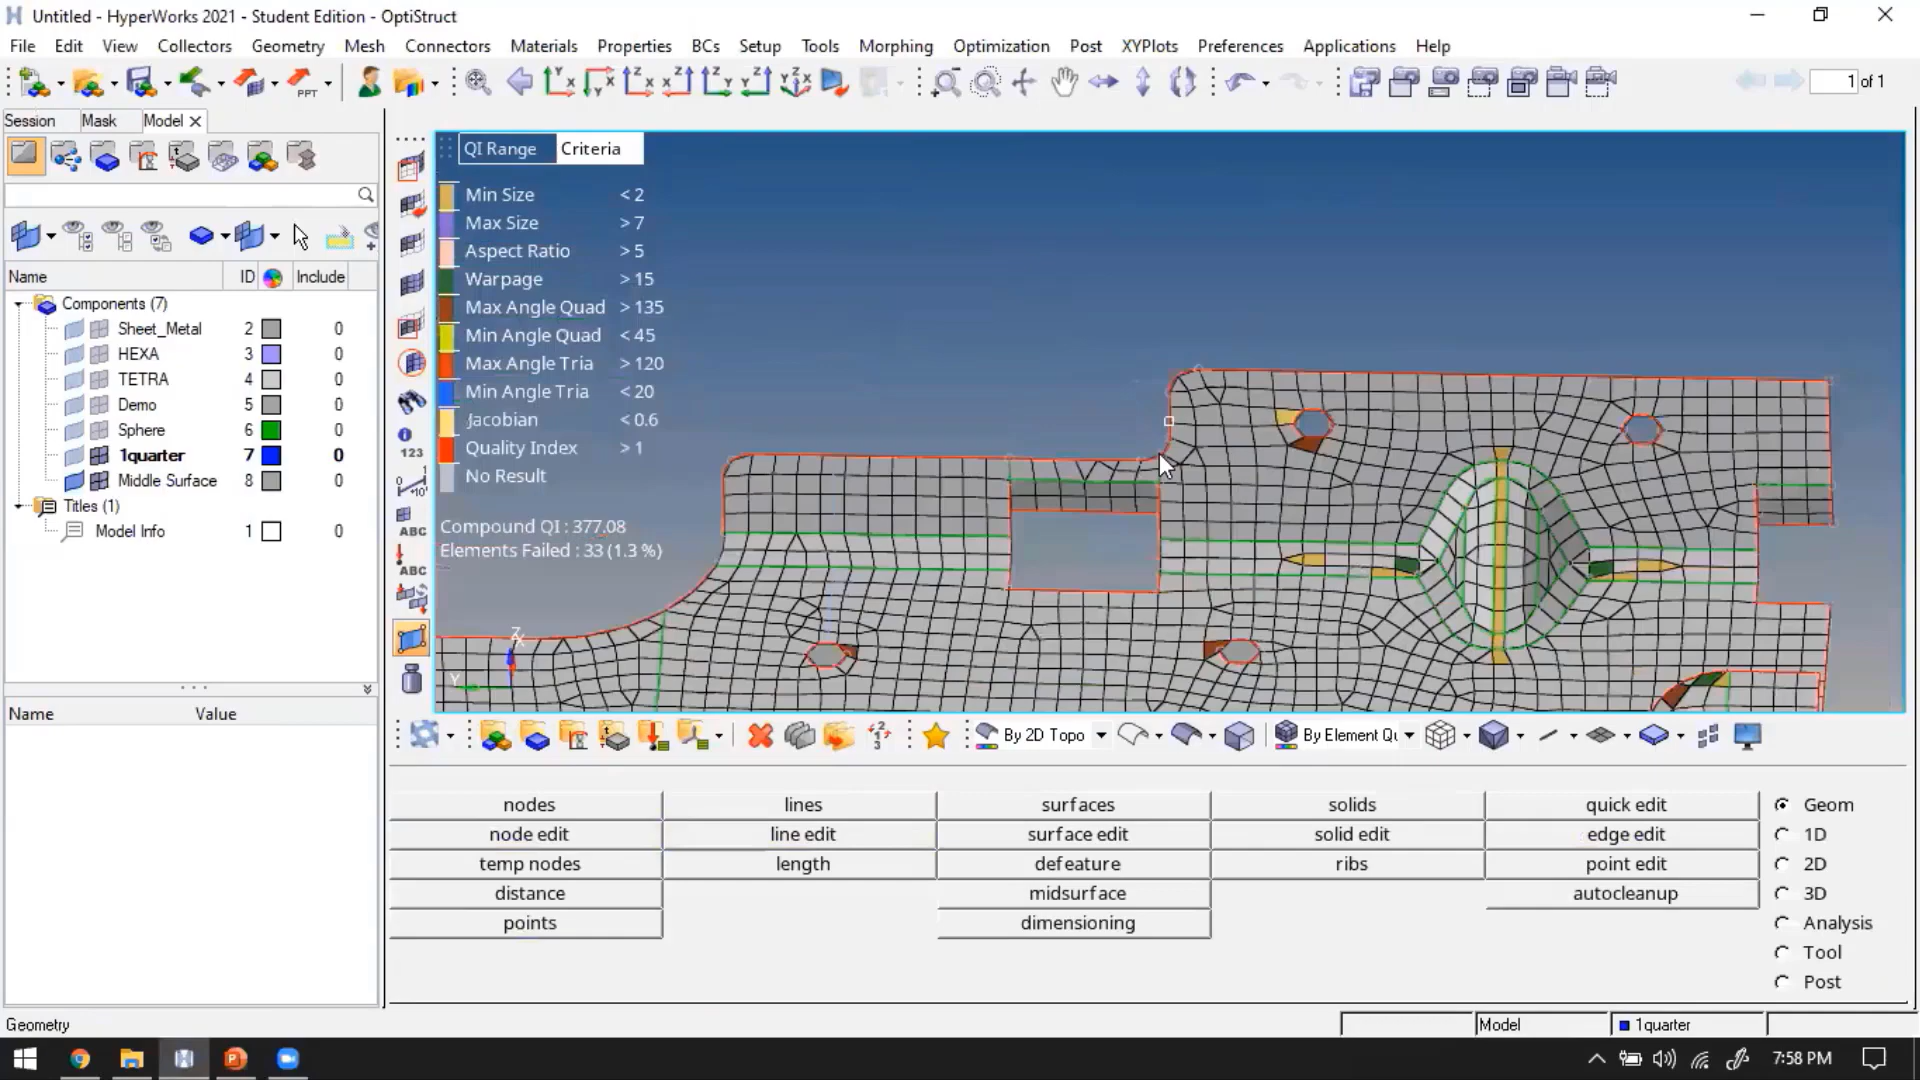 Untitled - HyperWorks 2021 - Student Edition - OptiStruct
File Edit View Collectors Geometry Mesh Connectors Materials Properties BCs Setup Tools Morphing Optimization Post XYPlots Preferences Applications Help
PPT
1 of 1
Session Mask Model
QI Range Criteria
Min Size < 2
Max Size > 7
Aspect Ratio > 5
Warpage > 15
Max Angle Quad > 135
Min Angle Quad < 45
Max Angle Tria > 120
Min Angle Tria < 20
Jacobian < 0.6
Quality Index > 1
No Result
Compound QI : 377.08
Elements Failed : 33 (1.3 %)
Name ID Include
Components (7)
Sheet_Metal 2 0
HEXA 3 0
TETRA 4 0
Demo 5 0
Sphere 6 0
1quarter 7 0
Middle Surface 8 0
Titles (1)
Model Info 1 0
123
ABC
ABC
Z
X
Y
Name Value
By 2D Topo By Element Qu
nodes lines surfaces solids quick edit Geom
node edit line edit surface edit solid edit edge edit 1D
temp nodes length defeature ribs point edit 2D
distance midsurface autocleanup 3D
points dimensioning Analysis
Tool
Post
Geometry Model 1quarter
7:58 PM